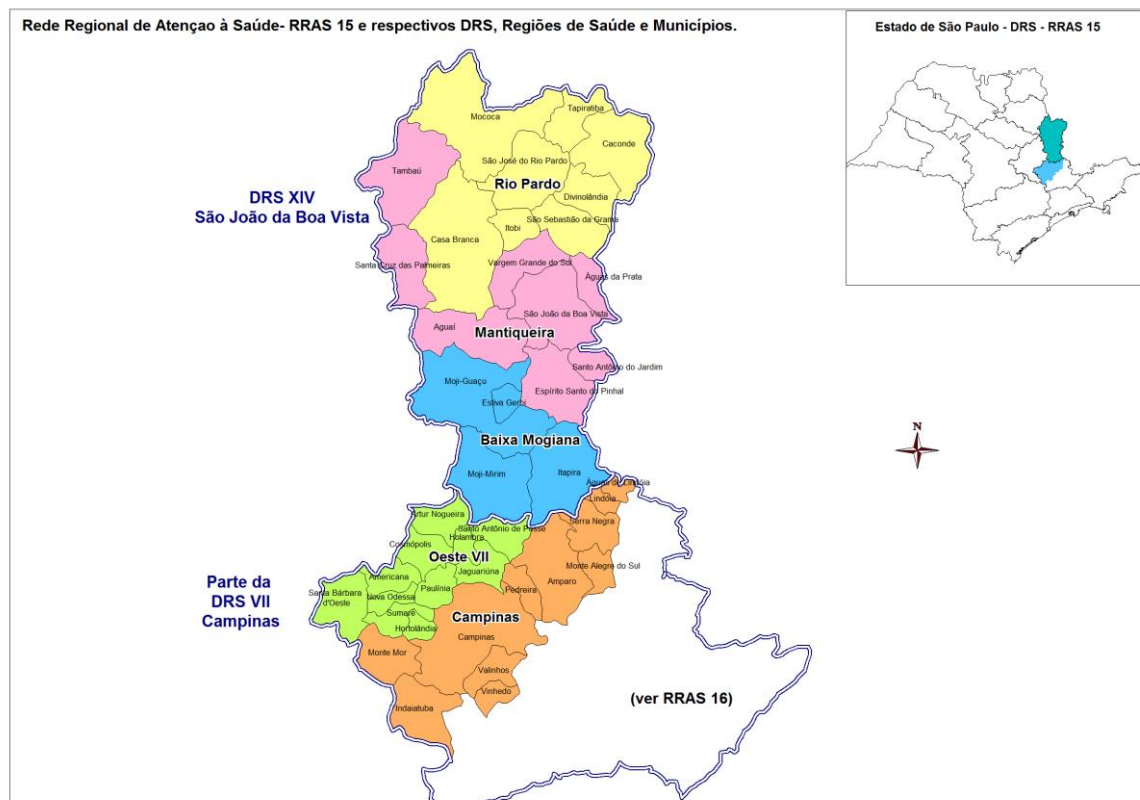 Rede Regional de Atençao à Saúde- RRAS 15 e respectivos DRS, Regiões de Saúde e Municípios.
Estado de São Paulo - DRS - RRAS 15
Tapiratiba
Mococa
Caconde
São José do Rio Pardo
Tambaú
Rio Pardo
DRS XIV
São João da Boa Vista
Divinolândia
São Sebastião da Grama
Itobi
Casa Branca
Santa Cruz das Palmeiras
Vargem Grande do Sul
Águas da Prata
São João da Boa Vista
Aguaí
Mantiqueira
Moji-Guaçu
Santo Antônio do Jardim
Espírito Santo do Pinhal
Estiva Gerbi
N
Baixa Mogiana
Moji-Mirim
Itapira
Águas de Lindóia
Lindóia
Artur Nogueira
Serra Negra
Santo Antônio de Posse
Holambra
Cosmópolis
Oeste VII
Monte Alegre do Sul
Jaguariúna
Americana
Amparo
Parte da
DRS VII
Campinas
Paulínia
Pedreira
Santa Bárbara
d'Oeste
Nova Odessa
Sumaré
Campinas
Hortolândia
Campinas
Monte Mor
Valinhos
Vinhedo
(ver RRAS 16)
Indaiatuba